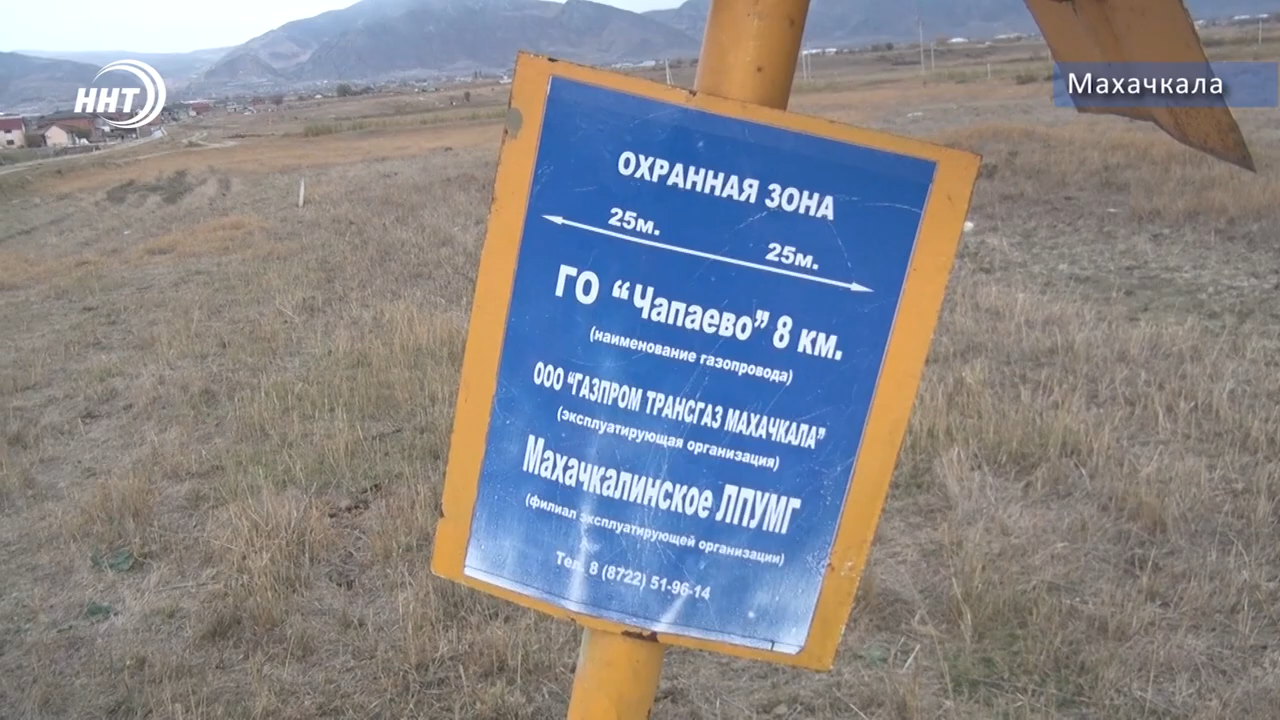 ННТ
Махачкала
ОХРАННАЯ ЗОНА
25м. 25м.
ГО “Чапаево” 8 км.
(наименование газопровода)
ООО “ГАЗПРОМ ТРАНСГАЗ МАХАЧКАЛА”
(эксплуатирующая организация)
Махачкалинское ЛПУМГ
(филиал эксплуатирующей организации)
Тел. 8 (8722) 51-96-14